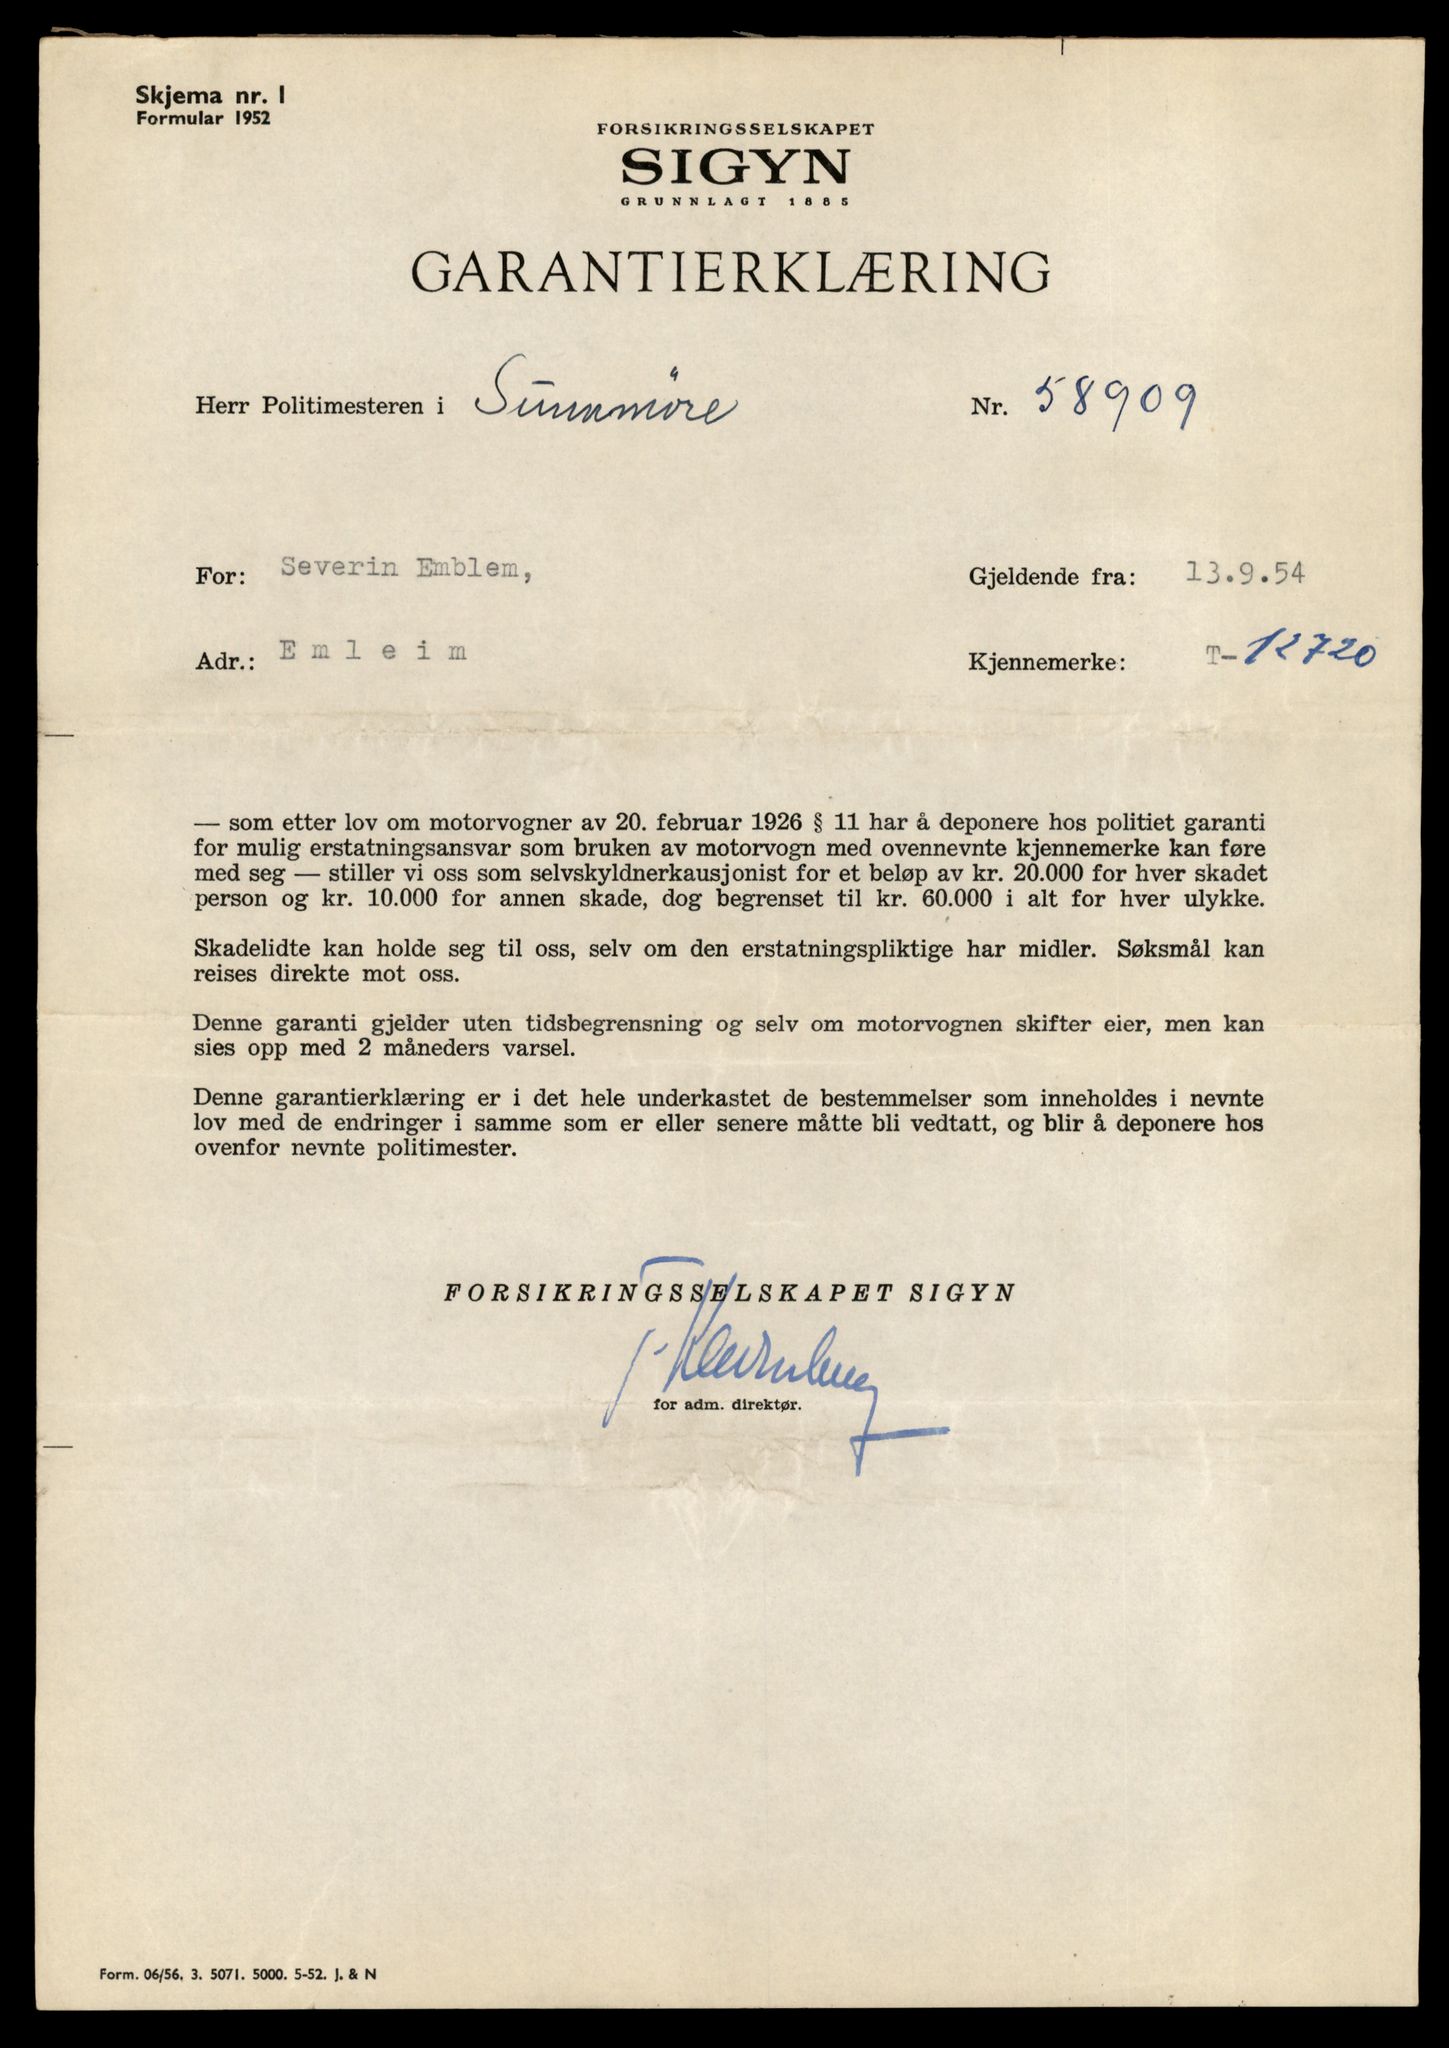 Skjema nr. 1
Formular 1952
FORSIKRINGSSELSKAPET
SIGYN
GRUNNLAGT 1885
GARANTIERKLÆRING
Herr Politimesteren i Sunnmöre Nr. 58909
For: Severin Emblem, Gjeldende fra: 13.9.54
Adr.: Emleim Kjennemerke: T-12720
— som etter lov om motorvogner av 20. februar 1926 § 11 har å deponere hos politiet garanti
for mulig erstatningsansvar som bruken av motorvogn med ovennevnte kjennemerke kan føre
med seg — stiller vi oss som selvskyldnerkausjonist for et beløp av kr. 20.000 for hver skadet
person og kr. 10.000 for annen skade, dog begrenset til kr. 60.000 i alt for hver ulykke.
Skadelidte kan holde seg til oss, selv om den erstatningspliktige har midler. Søksmål kan
reises direkte mot oss.
Denne garanti gjelder uten tidsbegrensning og selv om motorvognen skifter eier, men kan
sies opp med 2 måneders varsel.
Denne garantierklæring er i det hele underkastet de bestemmelser som inneholdes i nevnte
lov med de endringer i samme som er eller senere måtte bli vedtatt, og blir å deponere hos
ovenfor nevnte politimester.
FORSIKRINGSSELSKAPET SIGYN
for adm. direktør.
Form. 06/56. 3. 5071. 5000. 5-52. J. & N